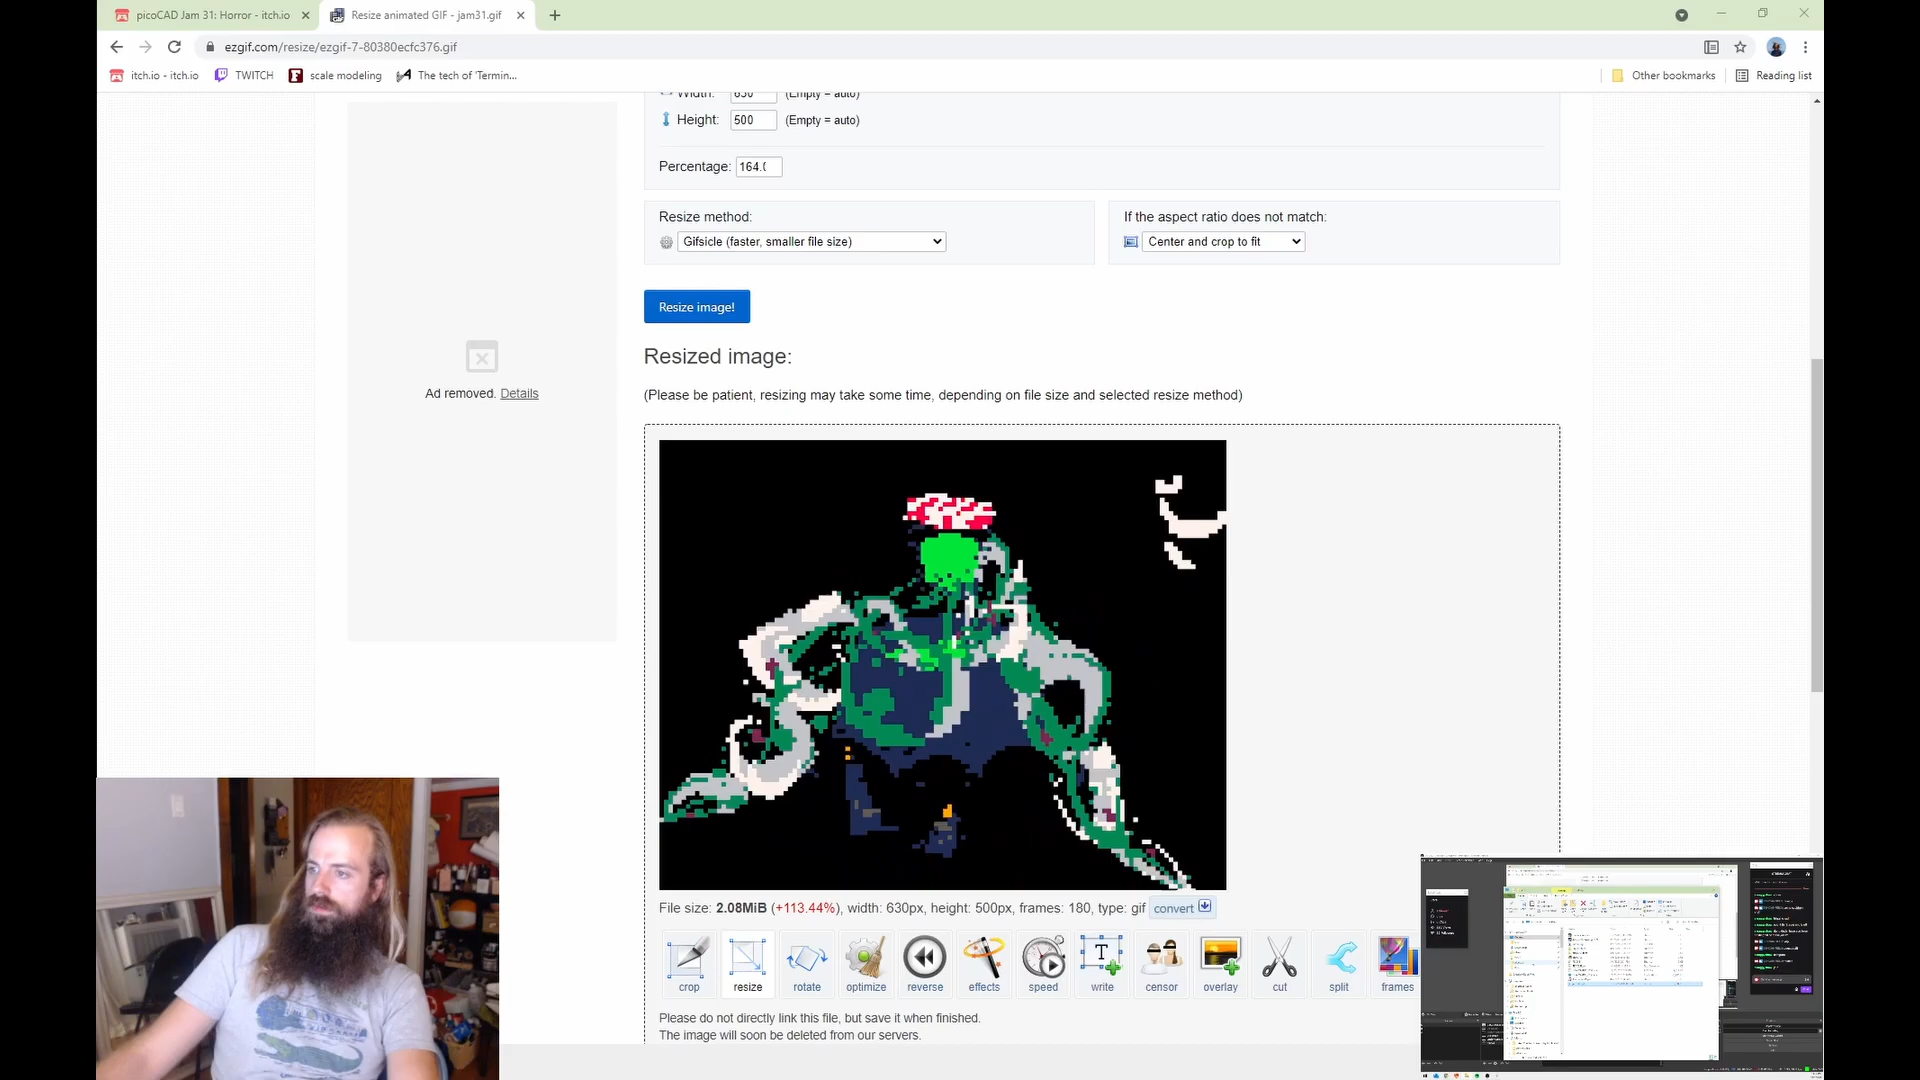 picoCAD Jam 31: Horror - itch.io
Resize animated GIF - jam31.gif
ezgif.com/resize/ezgif-7-80380ecfc376.gif
itch.io - itch.io
TWITCH
scale modeling
The tech of 'Termin...
Other bookmarks
Reading list
Width: 630 (Empty = auto)
Height: 500 (Empty = auto)
Percentage: 164.(
Resize method:
Gifsicle (faster, smaller file size)
If the aspect ratio does not match:
Center and crop to fit
Resize image!
Resized image:
(Please be patient, resizing may take some time, depending on file size and selected resize method)
Ad removed. Details
File size: 2.08MiB (+113.44%), width: 630px, height: 500px, frames: 180, type: gif convert
crop
resize
rotate
optimize
reverse
effects
speed
write
censor
overlay
cut
split
frames
Please do not directly link this file, but save it when finished.
The image will soon be deleted from our servers.